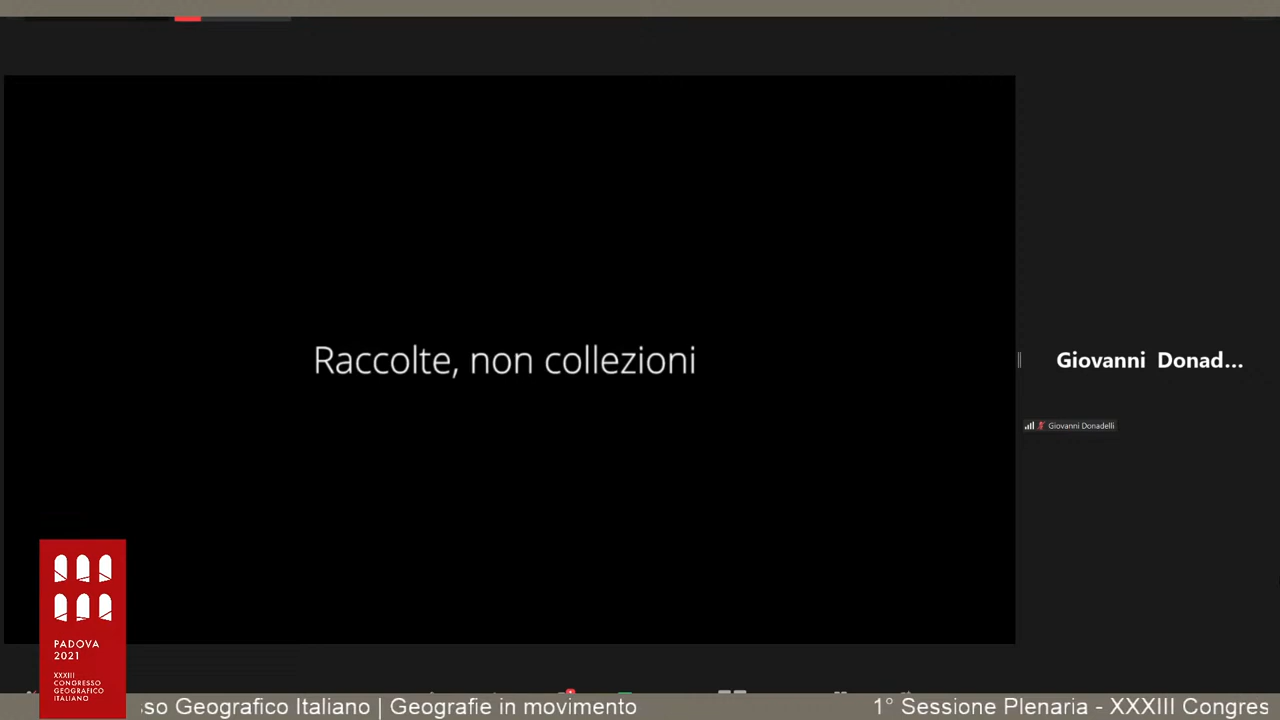 Raccolte, non collezioni
Giovanni Donad...
Giovanni Donadelli
PADOVA
2021
XXXIII
CONGRESSO
GEOGRAFICO
ITALIANO
so Geografico Italiano | Geografie in movimento
1° Sessione Plenaria - XXXIII Congres